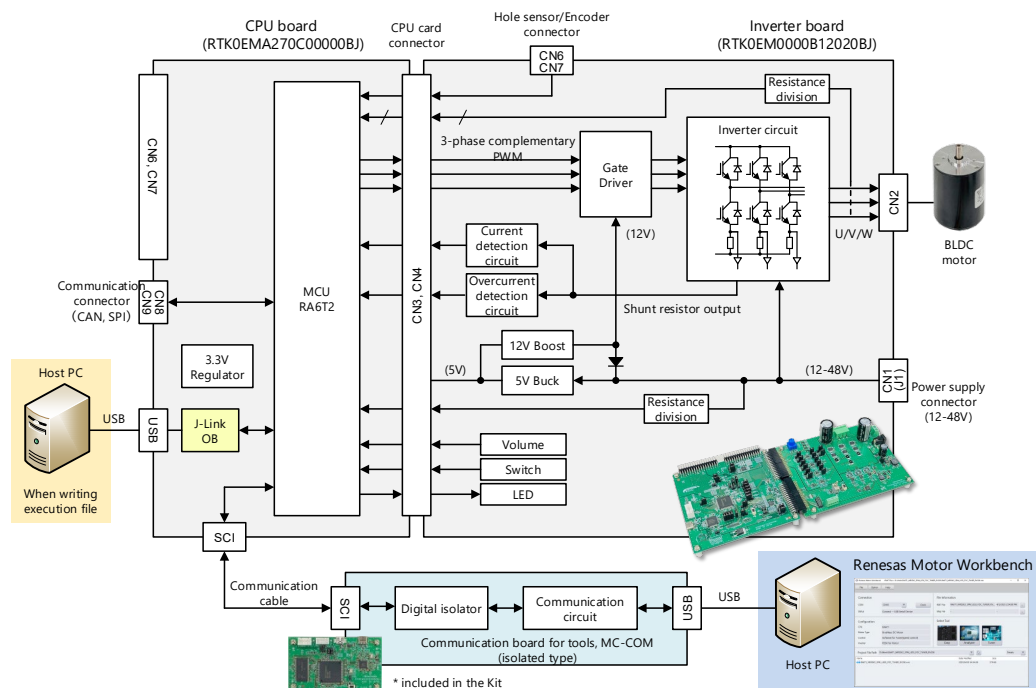 CPU board
(RTK0EMA270C00000BJ)
CPU card
connector
Hole sensor/Encoder
connector
Inverter board
(RTK0EM0000B12020BJ)
CN6
CN7
Resistance
division
CN6, CN7
3-phase complementary
PWM
Gate
Driver
Inverter circuit
CN2
U/V/W
BLDC
motor
(12V)
Current
detection
circuit
Overcurrent
detection
circuit
Shunt resistor output
MCU
RA6T2
CN3, CN4
Communication
connector
(CAN, SPI)
CN8
CN9
3.3V
Regulator
12V Boost
(5V)
5V Buck
(12-48V)
CN1
(J1)
Power supply
connector
(12-48V)
Resistance
division
Host PC
USB
USB
J-Link
OB
When writing
execution file
Volume
Switch
LED
SCI
Communication
cable
SCI
Digital isolator
Communication
circuit
USB
USB
Communication board for tools, MC-COM
(isolated type)
* included in the Kit
Renesas Motor Workbench
Host PC